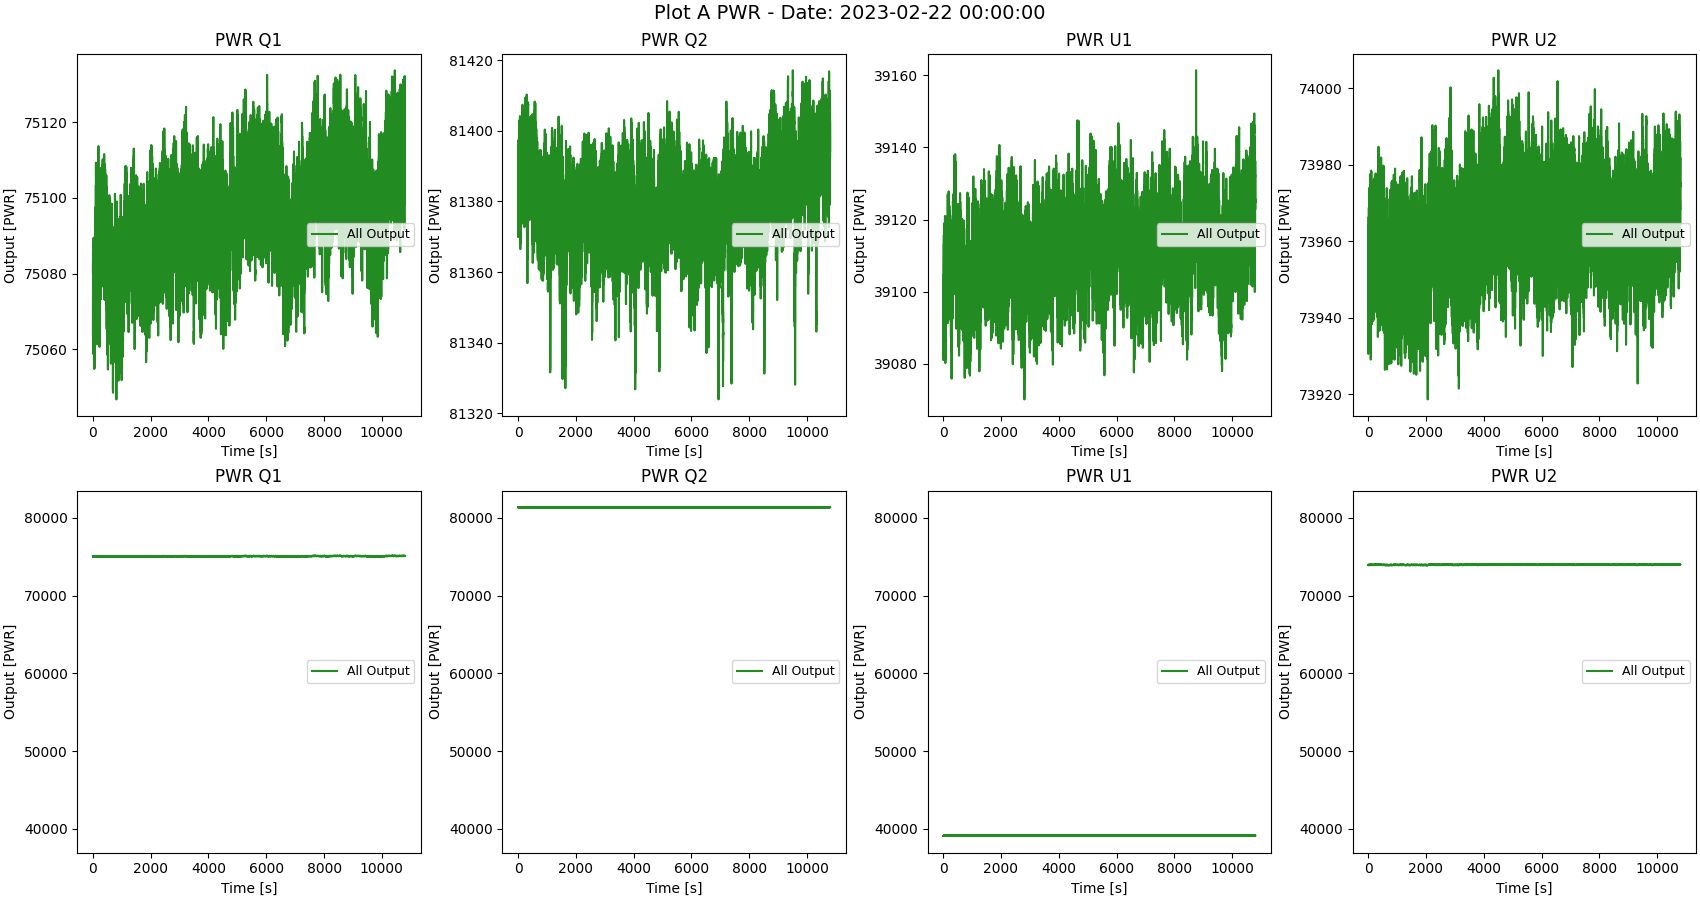 Plot A PWR - Date: 2023-02-22 00:00:00
PWR Q1
PWR Q2
PWR U1
PWR U2
Output [PWR]
75120
75100
75080
75060
All Output
0 2000 4000 6000 8000 10000
Time [s]
Output [PWR]
81420
81400
81380
81360
81340
81320
All Output
0 2000 4000 6000 8000 10000
Time [s]
Output [PWR]
39160
39140
39120
39100
39080
All Output
0 2000 4000 6000 8000 10000
Time [s]
Output [PWR]
74000
73980
73960
73940
73920
All Output
0 2000 4000 6000 8000 10000
Time [s]
PWR Q1
PWR Q2
PWR U1
PWR U2
Output [PWR]
80000
70000
60000
50000
40000
All Output
0 2000 4000 6000 8000 10000
Time [s]
Output [PWR]
80000
70000
60000
50000
40000
All Output
0 2000 4000 6000 8000 10000
Time [s]
Output [PWR]
80000
70000
60000
50000
40000
All Output
0 2000 4000 6000 8000 10000
Time [s]
Output [PWR]
80000
70000
60000
50000
40000
All Output
0 2000 4000 6000 8000 10000
Time [s]